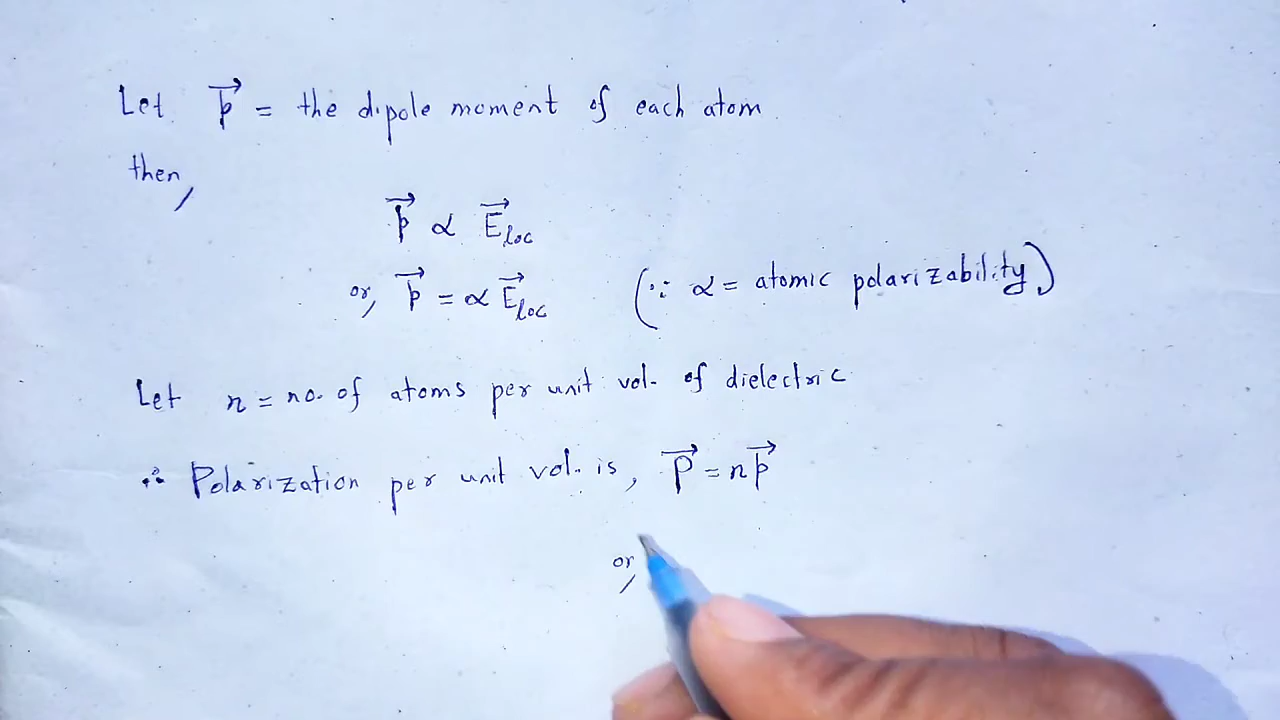 Let p⃗ = the dipole moment of each atom
then,
p⃗ ∝ E⃗loc
or, p⃗ = α E⃗loc (∵ α = atomic polarizability)
Let n = no. of atoms per unit vol. of dielectric
∴ Polarization per unit vol. is, P⃗ = n p⃗
or,